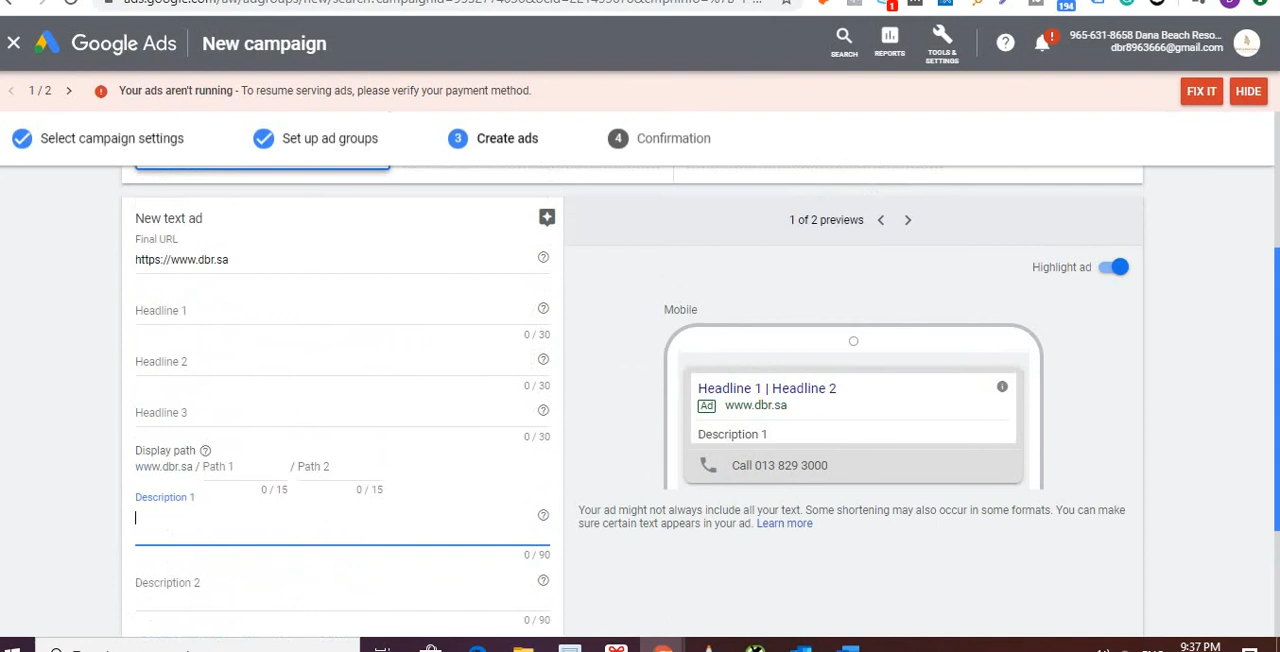 1
194
Google Ads
New campaign
SEARCH
REPORTS
TOOLS &
SETTINGS
965-631-8658 Dana Beach Reso...
dbr8963666@gmail.com
1 / 2
Your ads aren't running - To resume serving ads, please verify your payment method.
FIX IT
HIDE
Select campaign settings
Set up ad groups
3 Create ads
4 Confirmation
New text ad
Final URL
https://www.dbr.sa
Headline 1
0 / 30
Headline 2
0 / 30
Headline 3
0 / 30
Display path
www.dbr.sa / Path 1 / Path 2
0 / 15 0 / 15
Description 1
0 / 90
Description 2
0 / 90
1 of 2 previews
Highlight ad
Mobile
Headline 1 | Headline 2
Ad www.dbr.sa
Description 1
Call 013 829 3000
Your ad might not always include all your text. Some shortening may also occur in some formats. You can make
sure certain text appears in your ad. Learn more
9:37 PM